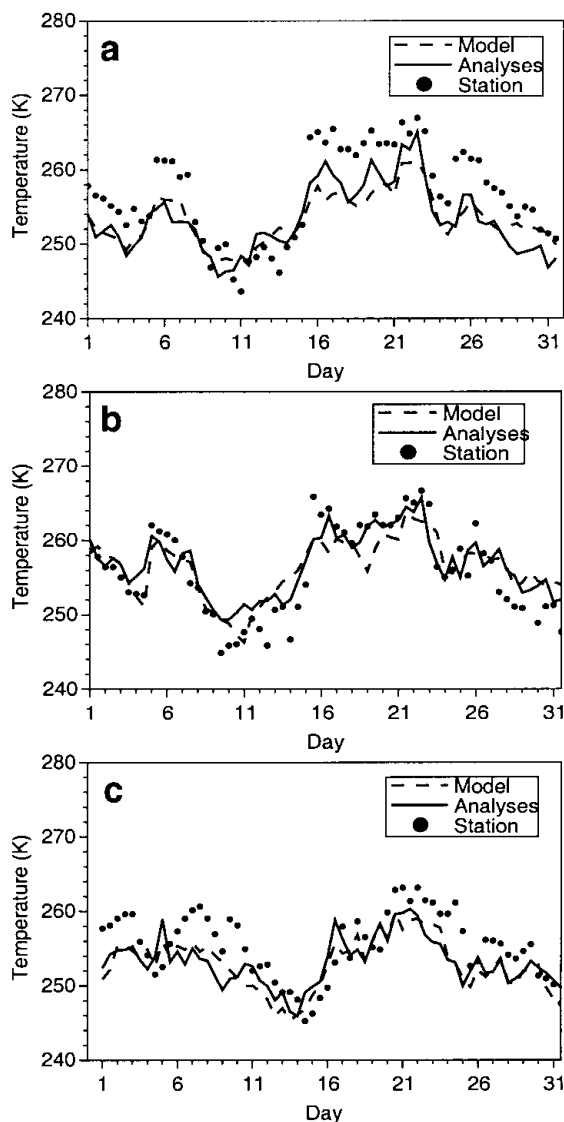 a
Model
Analyses
Station
Temperature (K)
280
270
260
250
240
1 6 11 16 21 26 31
Day
b
Model
Analyses
Station
Temperature (K)
280
270
260
250
240
1 6 11 16 21 26 31
Day
c
Model
Analyses
Station
Temperature (K)
280
270
260
250
240
1 6 11 16 21 26 31
Day